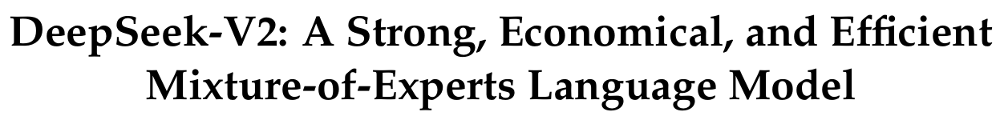 DeepSeek-V2: A Strong, Economical, and Efficient
Mixture-of-Experts Language Model